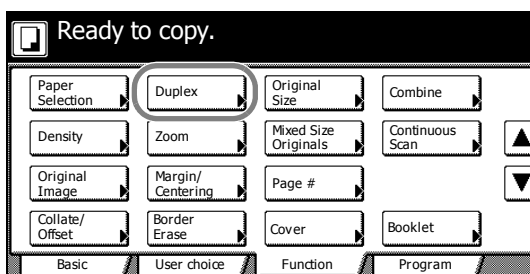 Ready to copy.
Paper
Selection
Duplex
Original
Size
Combine
Density
Zoom
Mixed Size
Originals
Continuous
Scan
Original
Image
Margin/
Centering
Page #
Collate/
Offset
Border
Erase
Cover
Booklet
Basic
User choice
Function
Program